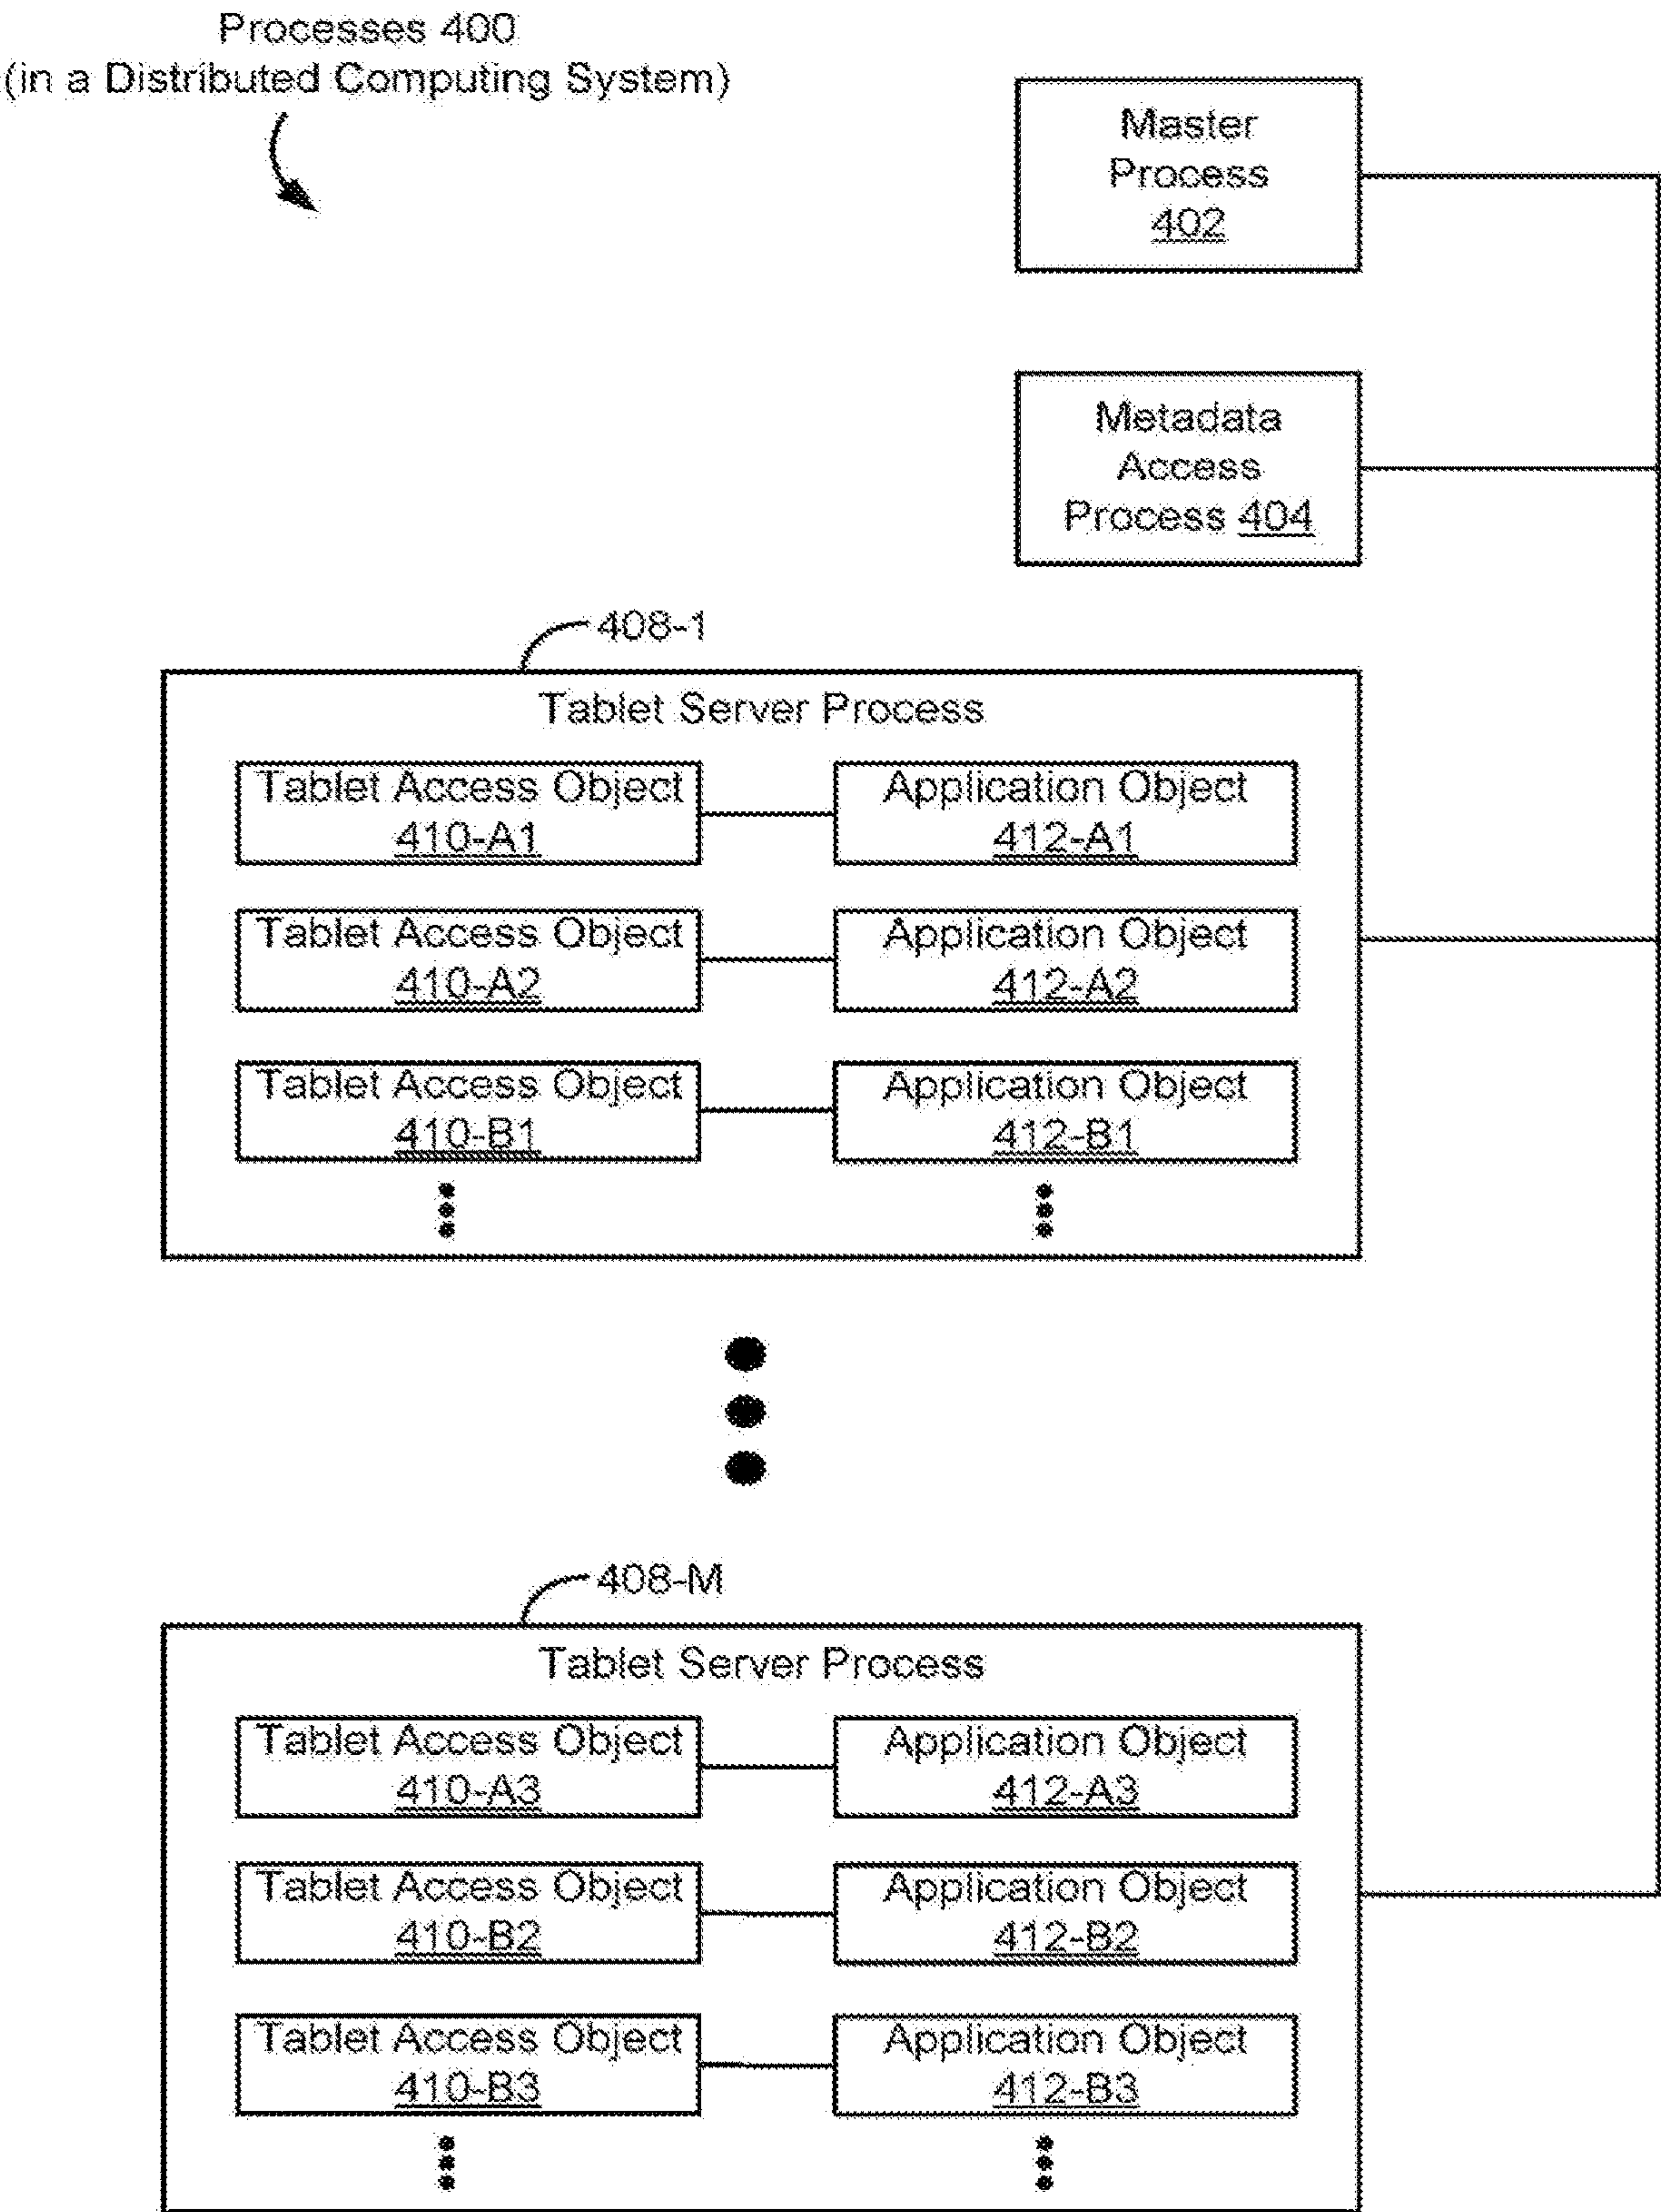 Processes 400
(in a Distributed Computing System)
Master
Process
402
Metadata
Access
Process 404
408-1
Tablet Server Process
Tablet Access Object
410-A1
Application Object
412-A1
Tablet Access Object
410-A2
Application Object
412-A2
Tablet Access Object
410-B1
Application Object
412-B1
408-M
Tablet Server Process
Tablet Access Object
410-A3
Application Object
412-A3
Tablet Access Object
410-B2
Application Object
412-B2
Tablet Access Object
410-B3
Application Object
412-B3